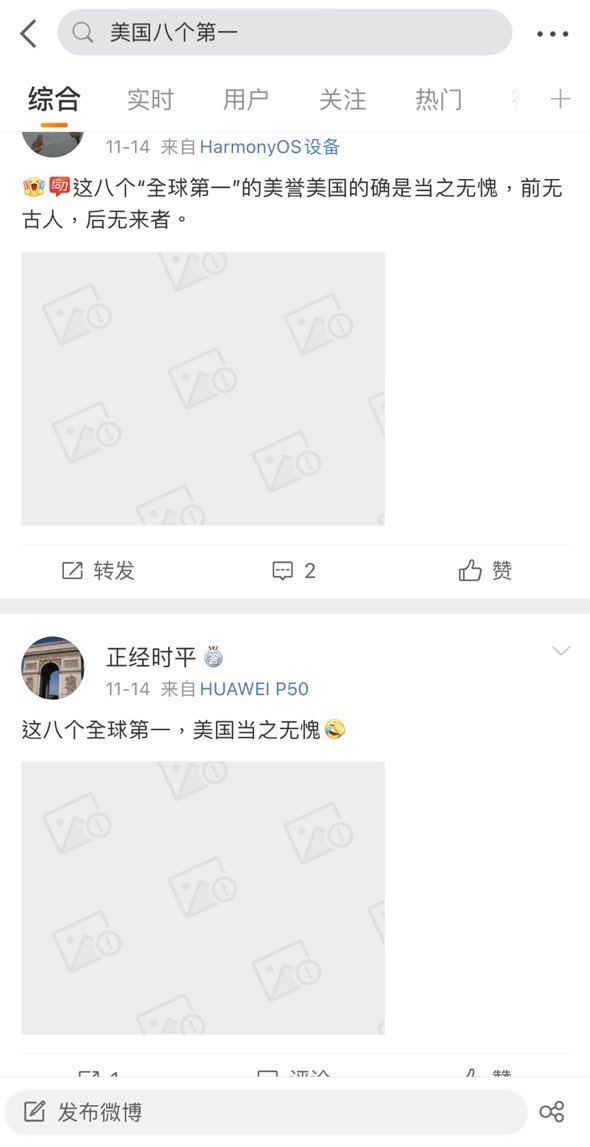 美国八个第一
综合 实时 用户 关注 热门
11-14 来自HarmonyOS设备
这八个“全球第一”的美誉美国的确是当之无愧，前无
古人，后无来者。
转发 2 赞
正经时平
11-14 来自HUAWEI P50
这八个全球第一，美国当之无愧
1 评论 赞
发布微博